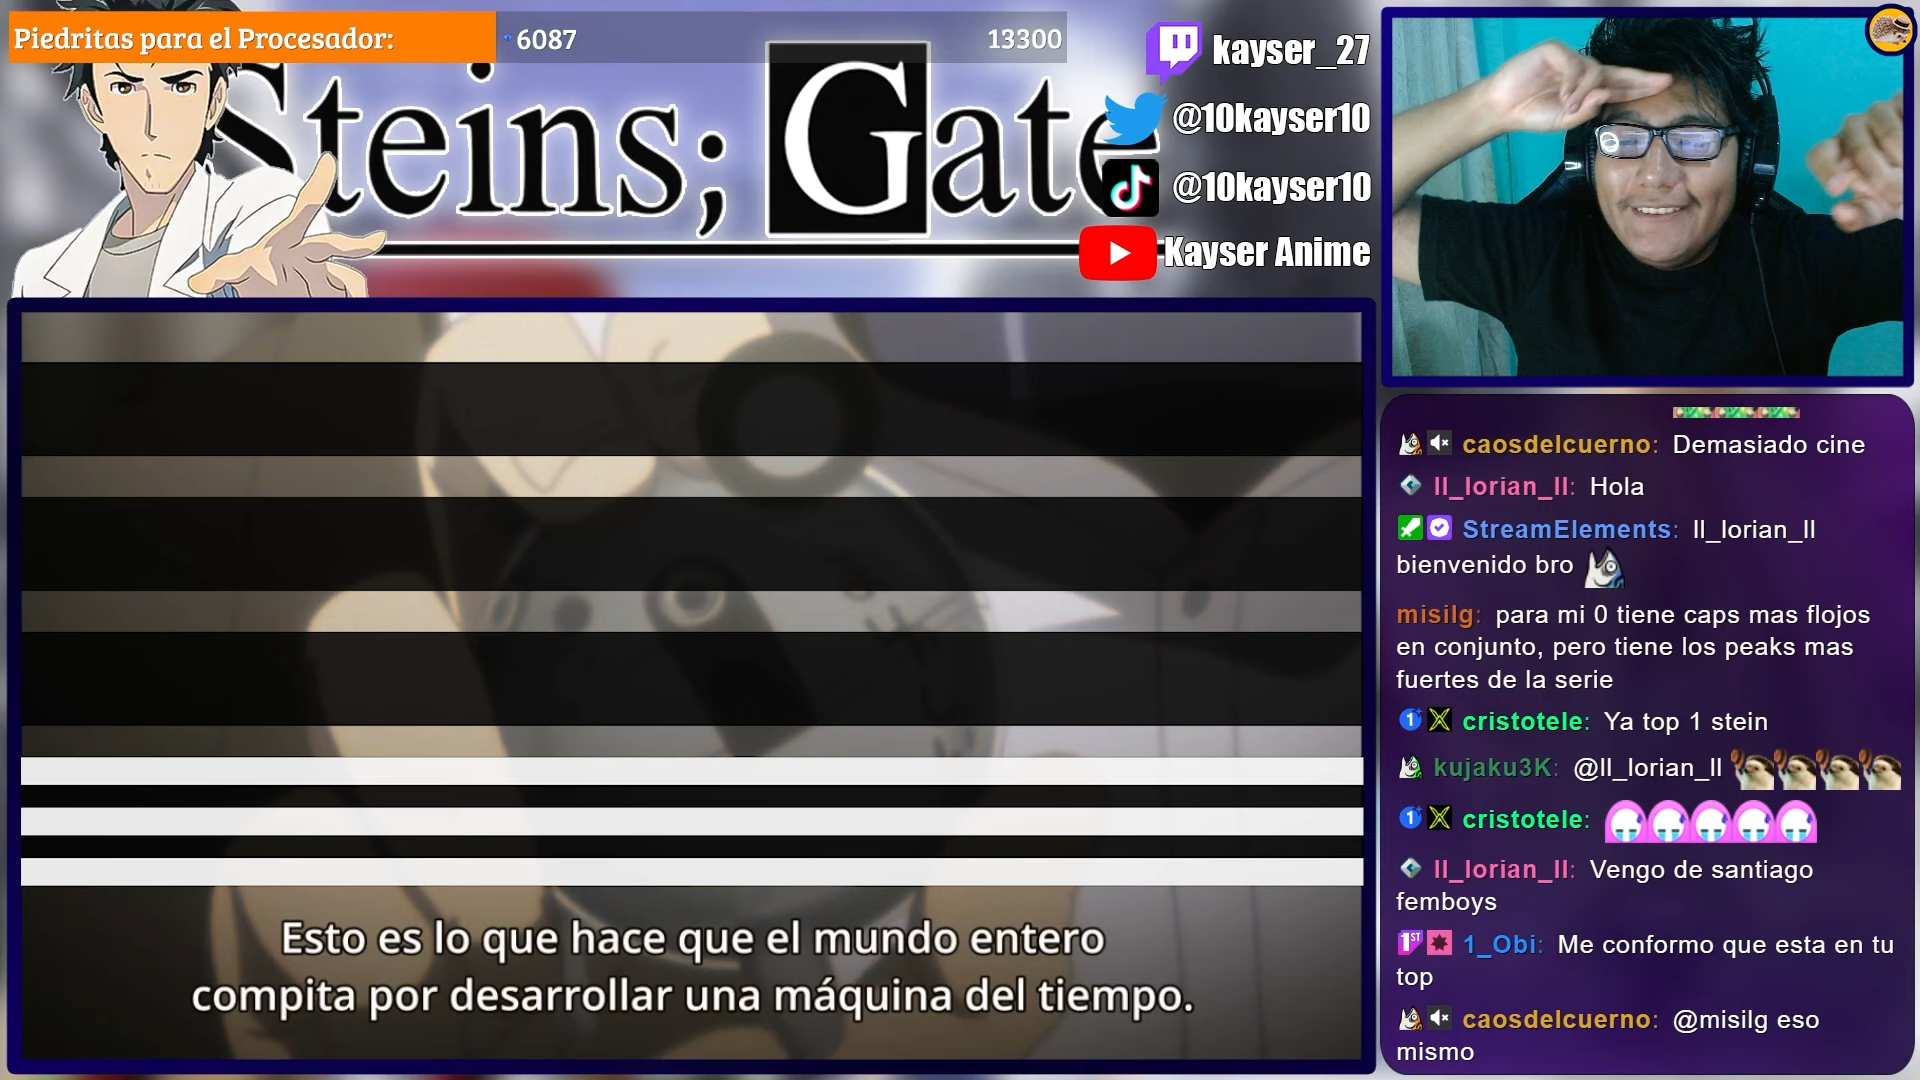 Piedritas para el Procesador:
6087
13300
Steins; Gate
kayser_27
@10kayser10
@10kayser10
Kayser Anime
caosdelcuerno: Demasiado cine
ll_lorian_ll: Hola
StreamElements: ll_lorian_ll
bienvenido bro
misilg: para mi 0 tiene caps mas flojos
en conjunto, pero tiene los peaks mas
fuertes de la serie
1 cristotele: Ya top 1 stein
kujaku3K: @ll_lorian_ll
1 cristotele:
ll_lorian_ll: Vengo de santiago
femboys
1ST 1_Obi: Me conformo que esta en tu
top
caosdelcuerno: @misilg eso
mismo
Esto es lo que hace que el mundo entero
compita por desarrollar una máquina del tiempo.